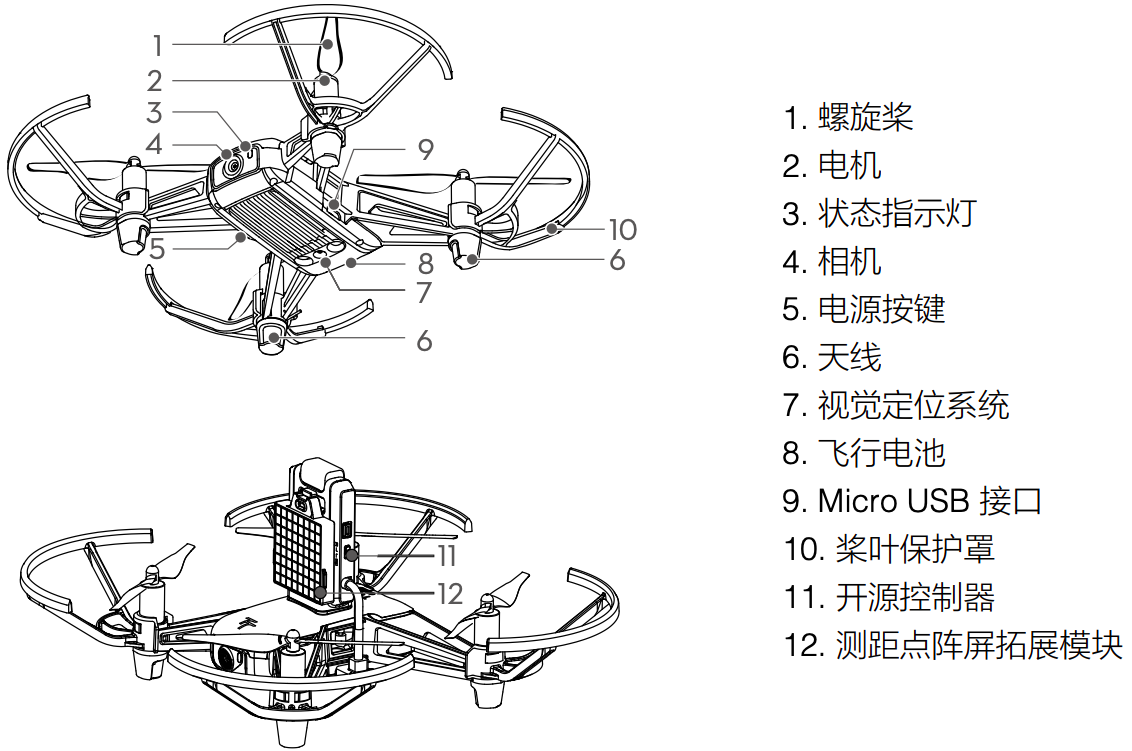 1
2
3
4
9
5
10
6
8
7
6
11
12
1. 螺旋桨
2. 电机
3. 状态指示灯
4. 相机
5. 电源按键
6. 天线
7. 视觉定位系统
8. 飞行电池
9. Micro USB 接口
10. 桨叶保护罩
11. 开源控制器
12. 测距点阵屏拓展模块